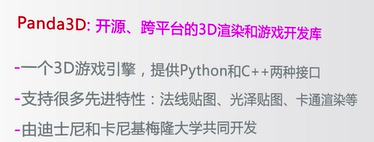 Panda3D: 开源、跨平台的3D渲染和游戏开发库
-一个3D游戏引擎，提供Python和C++两种接口
-支持很多先进特性：法线贴图、光泽贴图、卡通渲染等
-由迪士尼和卡尼基梅隆大学共同开发